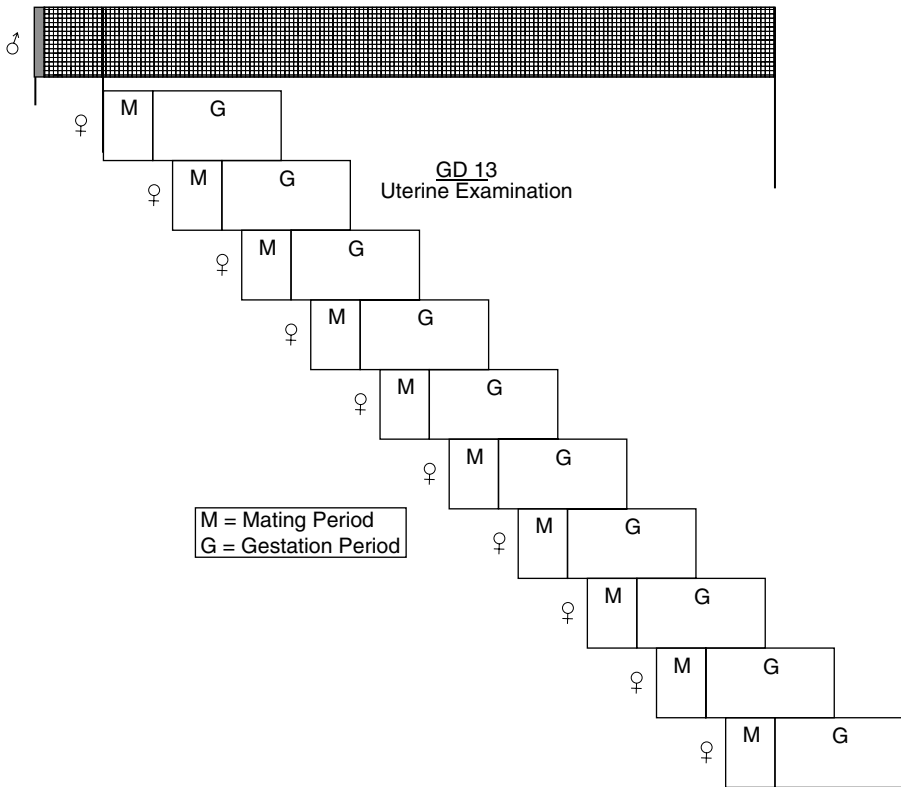 ♂
♀ M G
GD 13
Uterine Examination
♀ M G
♀ M G
♀ M G
♀ M G
♀ M G
M = Mating Period
G = Gestation Period
♀ M G
♀ M G
♀ M G
♀ M G